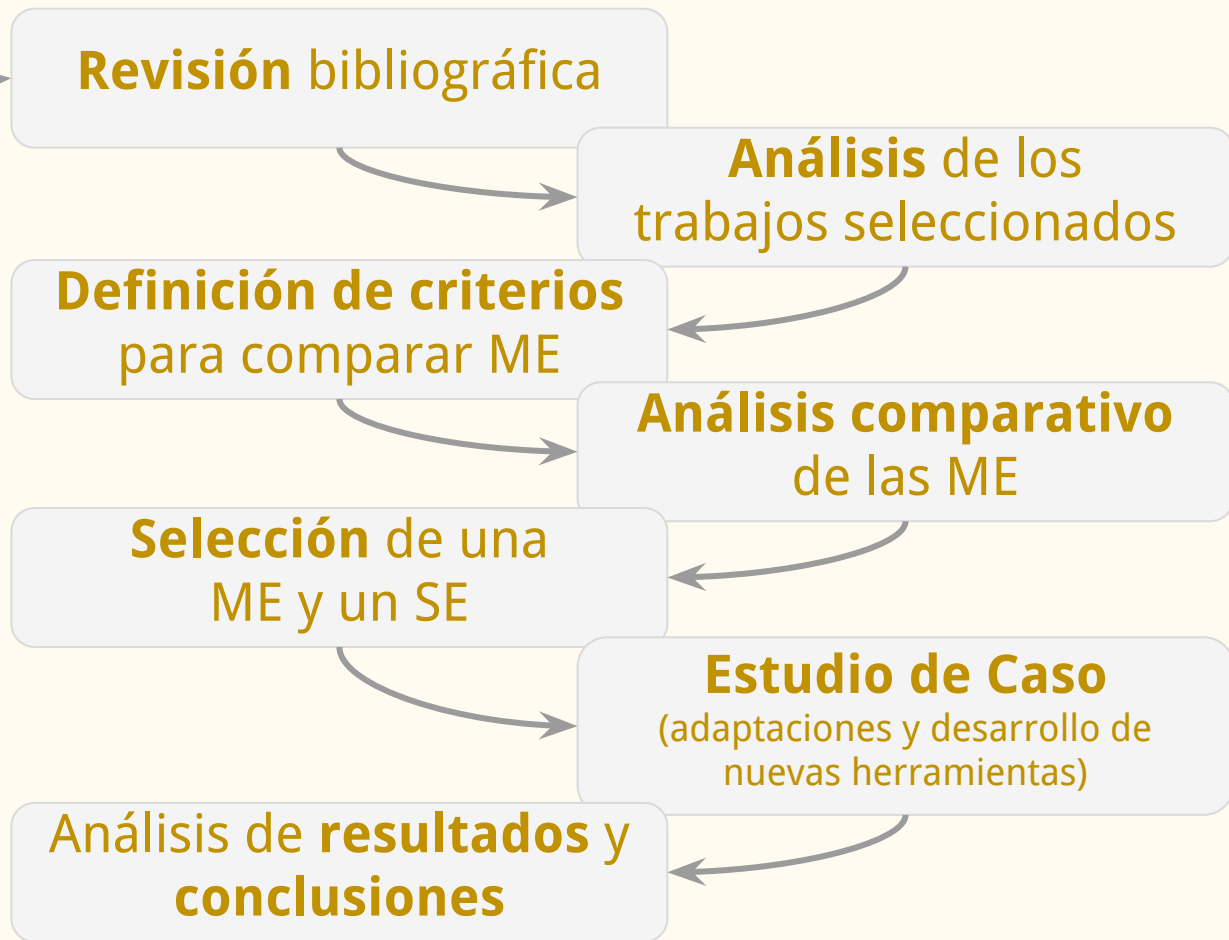 Revisión bibliográfica
Análisis de los
trabajos seleccionados
Definición de criterios
para comparar ME
Análisis comparativo
de las ME
Selección de una
ME y un SE
Estudio de Caso
(adaptaciones y desarrollo de
nuevas herramientas)
Análisis de resultados y
conclusiones